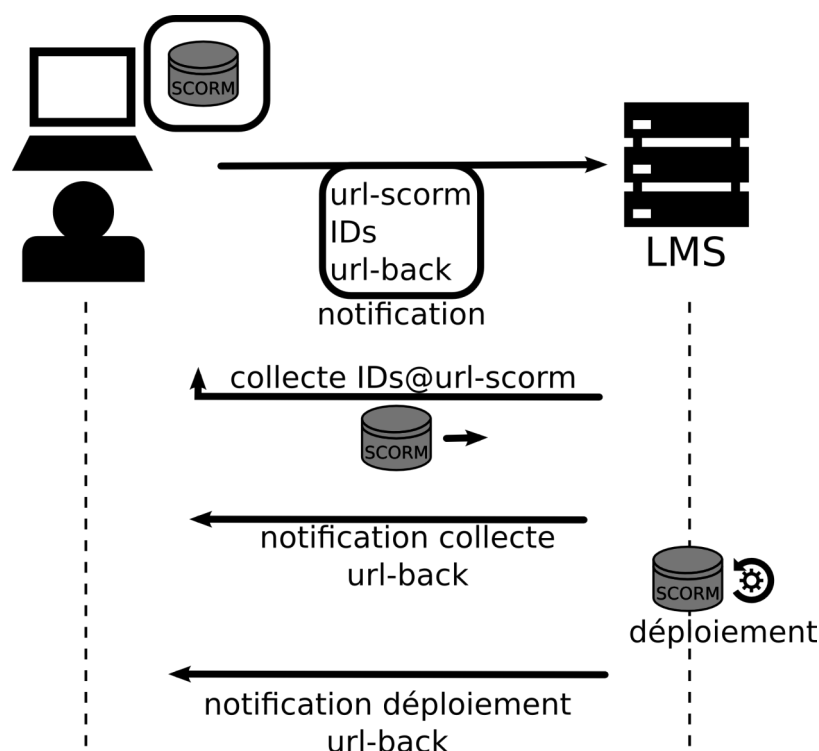 SCORM
url-scorm
IDs
url-back
LMS
notification
collecte IDs@url-scorm
SCORM
notification collecte
url-back
SCORM
déploiement
notification déploiement
url-back